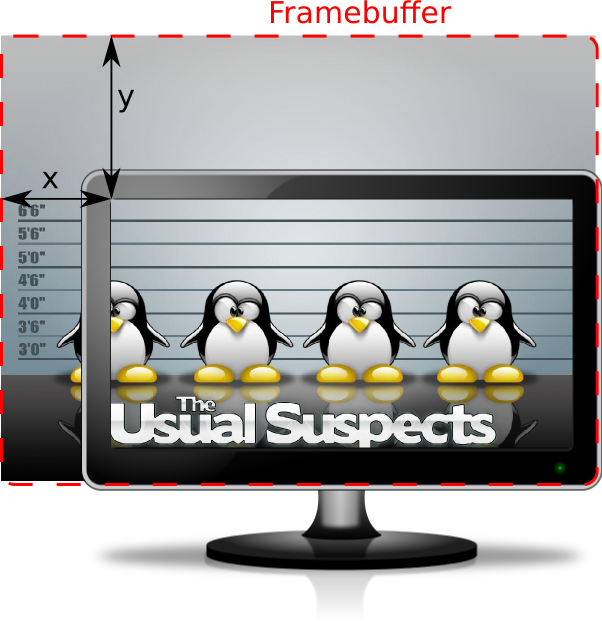 Framebuffer
y
x
6'6"
5'6"
5'0"
4'6"
4'0"
3'6"
3'0"
The
Usual Suspects